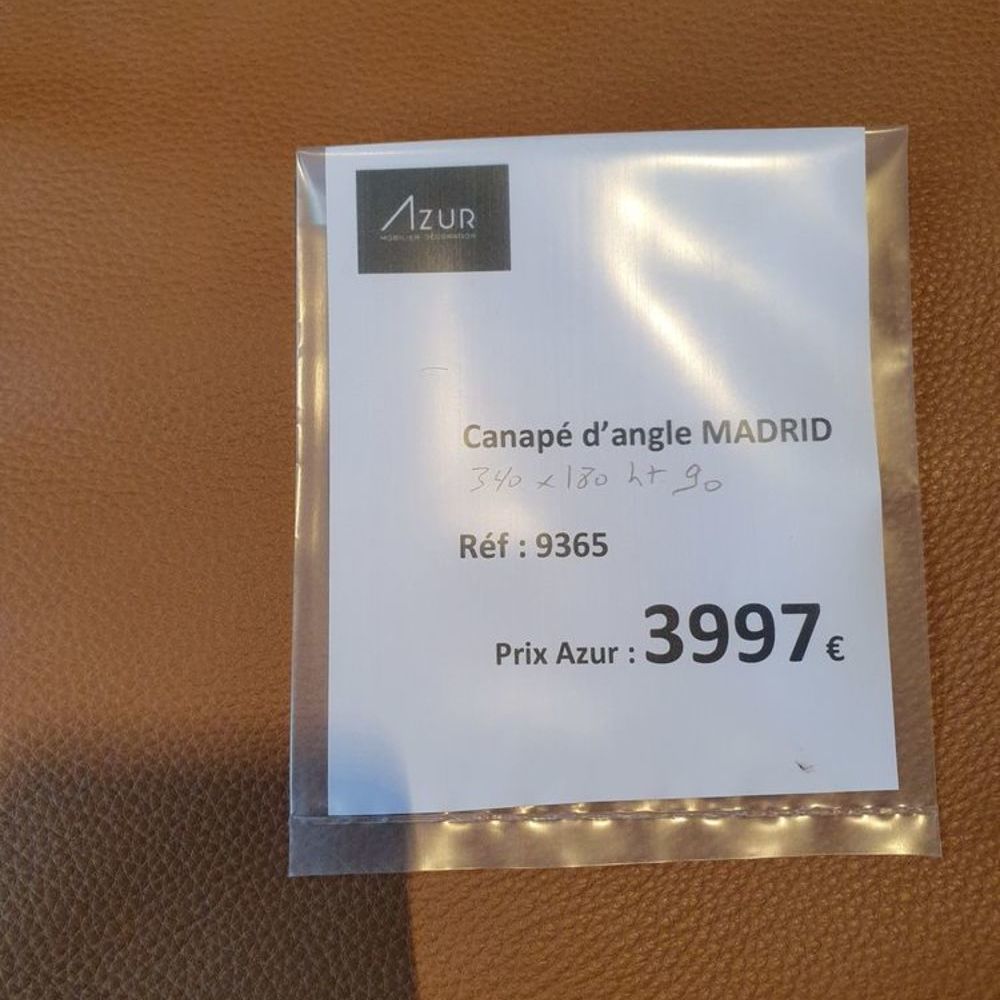 AZUR
MOBILIER DÉCORATION
Canapé d'angle MADRID
340 x 180 ht 90
Réf : 9365
Prix Azur : 3997€